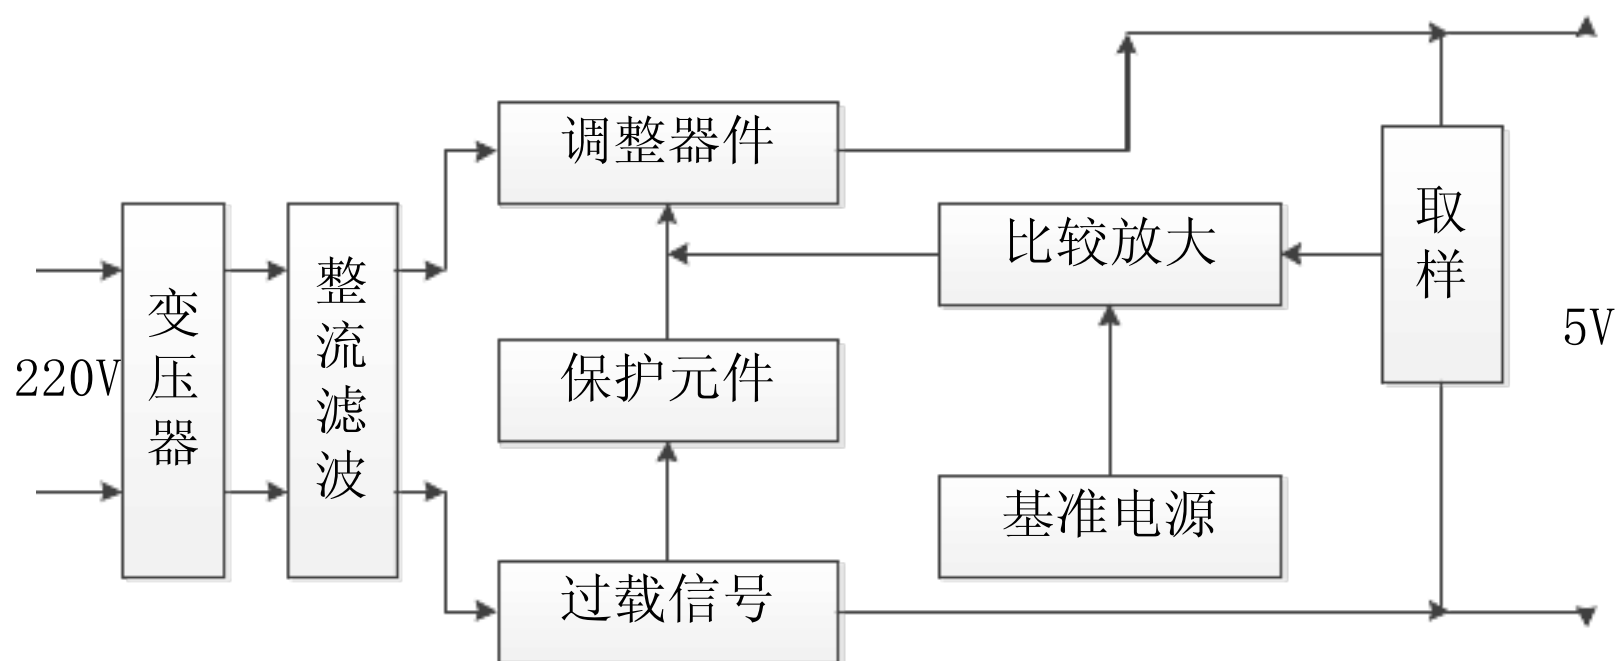 调整器件
比较放大
取样
变压器
整流滤波
220V
5V
保护元件
基准电源
过载信号